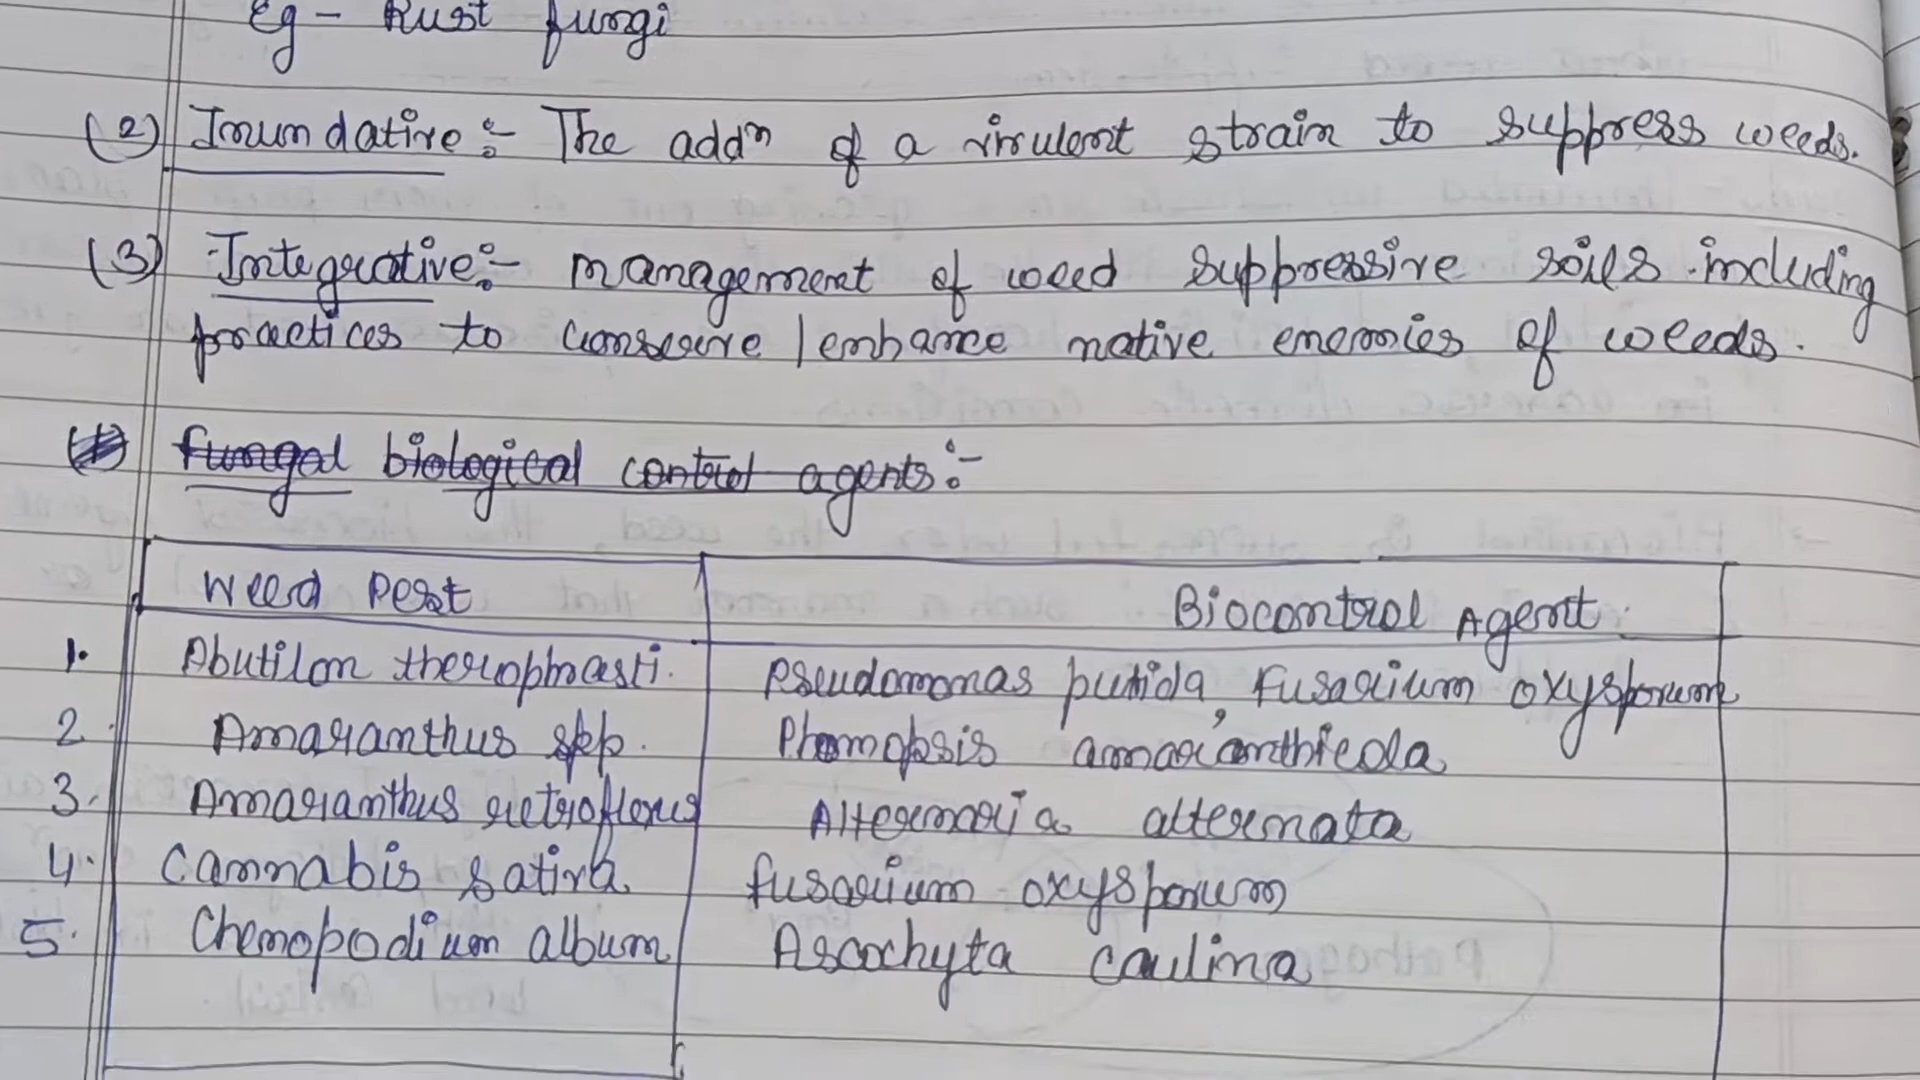 Eg - Rust fungi
(2) Inundative :- The addn of a virulent strain to suppress weeds.
(3) Integrative :- management of weed suppressive soils including
practices to conserve / enhance native enemies of weeds.
fungal biological control agents :-
Weed Pest Biocontrol Agent
1. Abutilon therophrasti. Pseudomonas putida, Fusarium oxysporum
2. Amaranthus spp. Phomopsis amaranthicola
3. Amaranthus retroflexus Alternaria alternata
4. Cannabis sativa fusarium oxysporum
5. Chenopodium album Ascochyta caulina